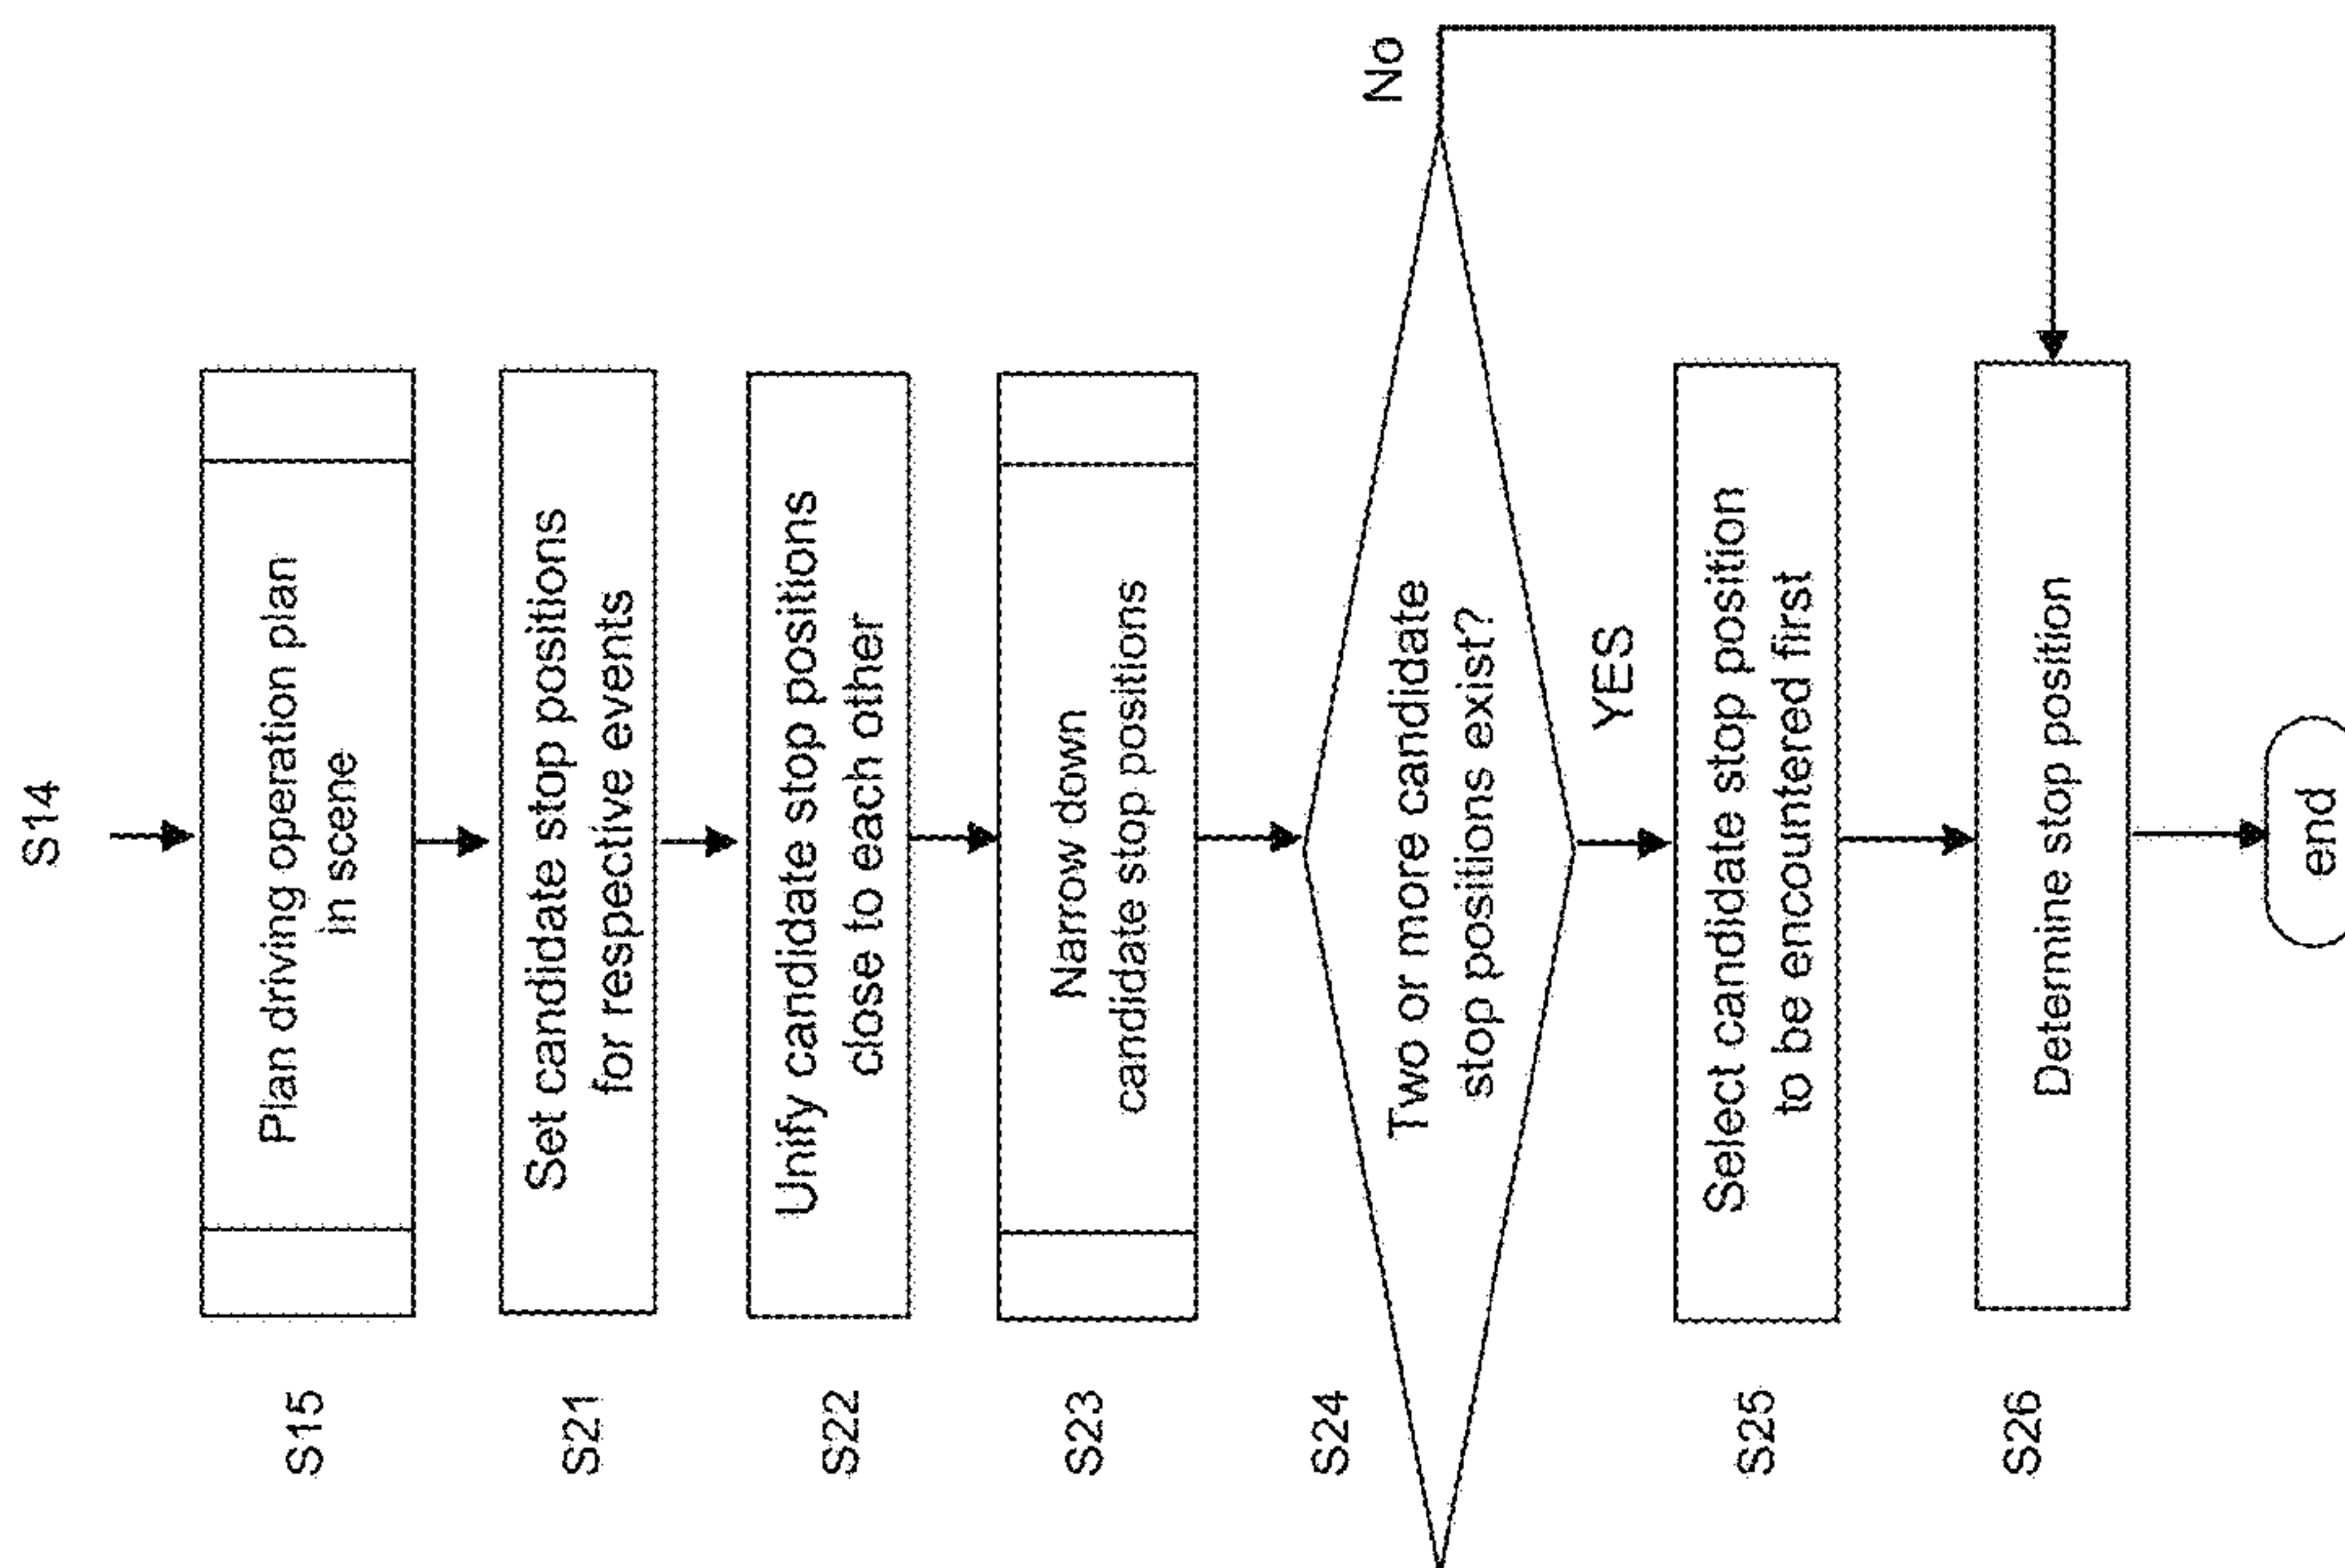 S14
S15
Plan driving operation plan
in scene
S21
Set candidate stop positions
for respective events
S22
Unify candidate stop positions
close to each other
S23
Narrow down
candidate stop positions
S24
Two or more candidate
stop positions exist?
No
YES
S25
Select candidate stop position
to be encountered first
S26
Determine stop position
end